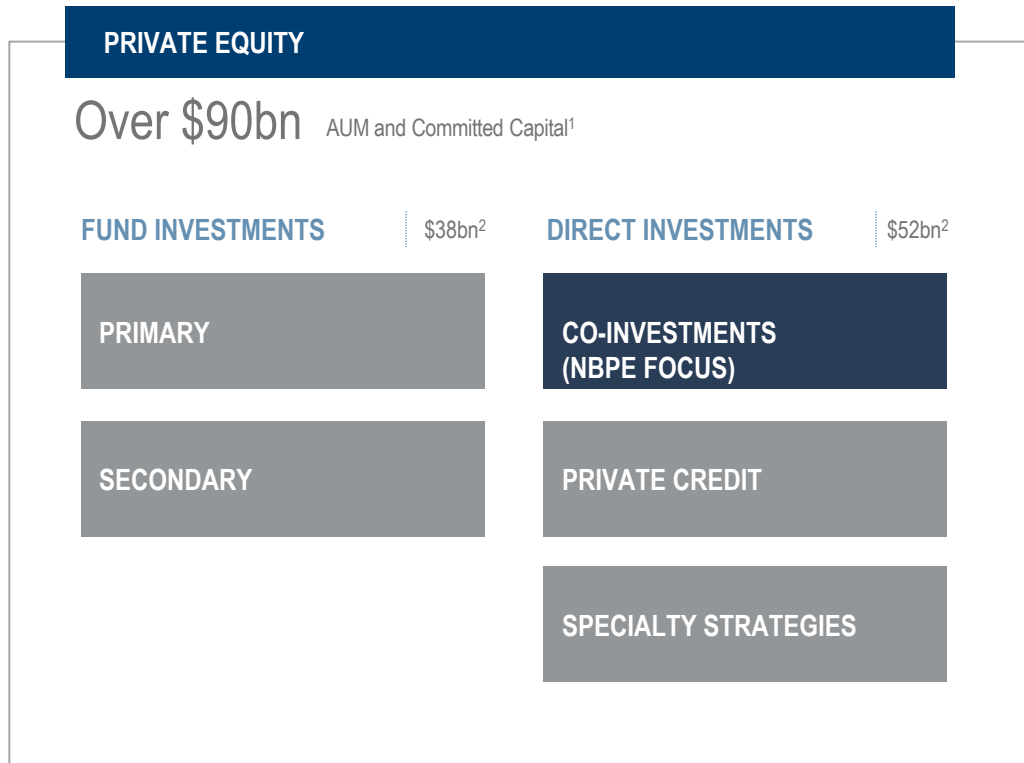 PRIVATE EQUITY
Over $90bn AUM and Committed Capital¹
FUND INVESTMENTS $38bn²
PRIMARY
SECONDARY
DIRECT INVESTMENTS $52bn²
CO-INVESTMENTS
(NBPE FOCUS)
PRIVATE CREDIT
SPECIALTY STRATEGIES